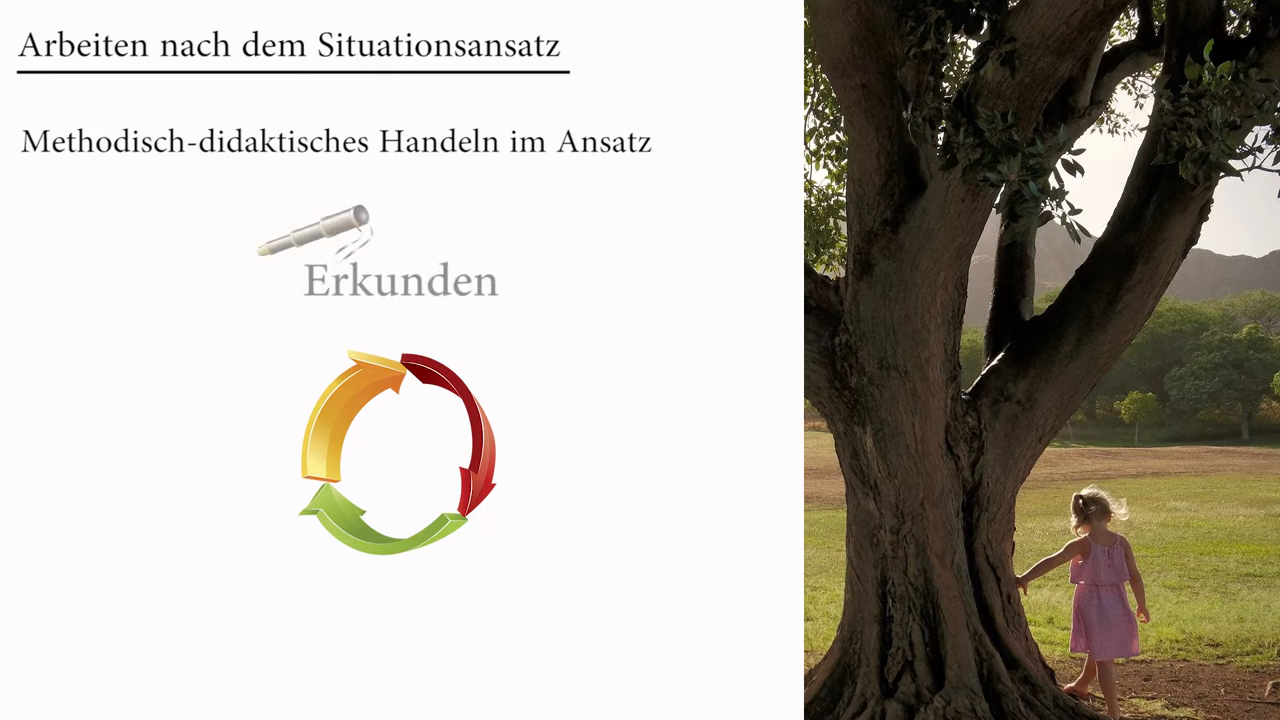 Arbeiten nach dem Situationsansatz
Methodisch-didaktisches Handeln im Ansatz
Erkunden